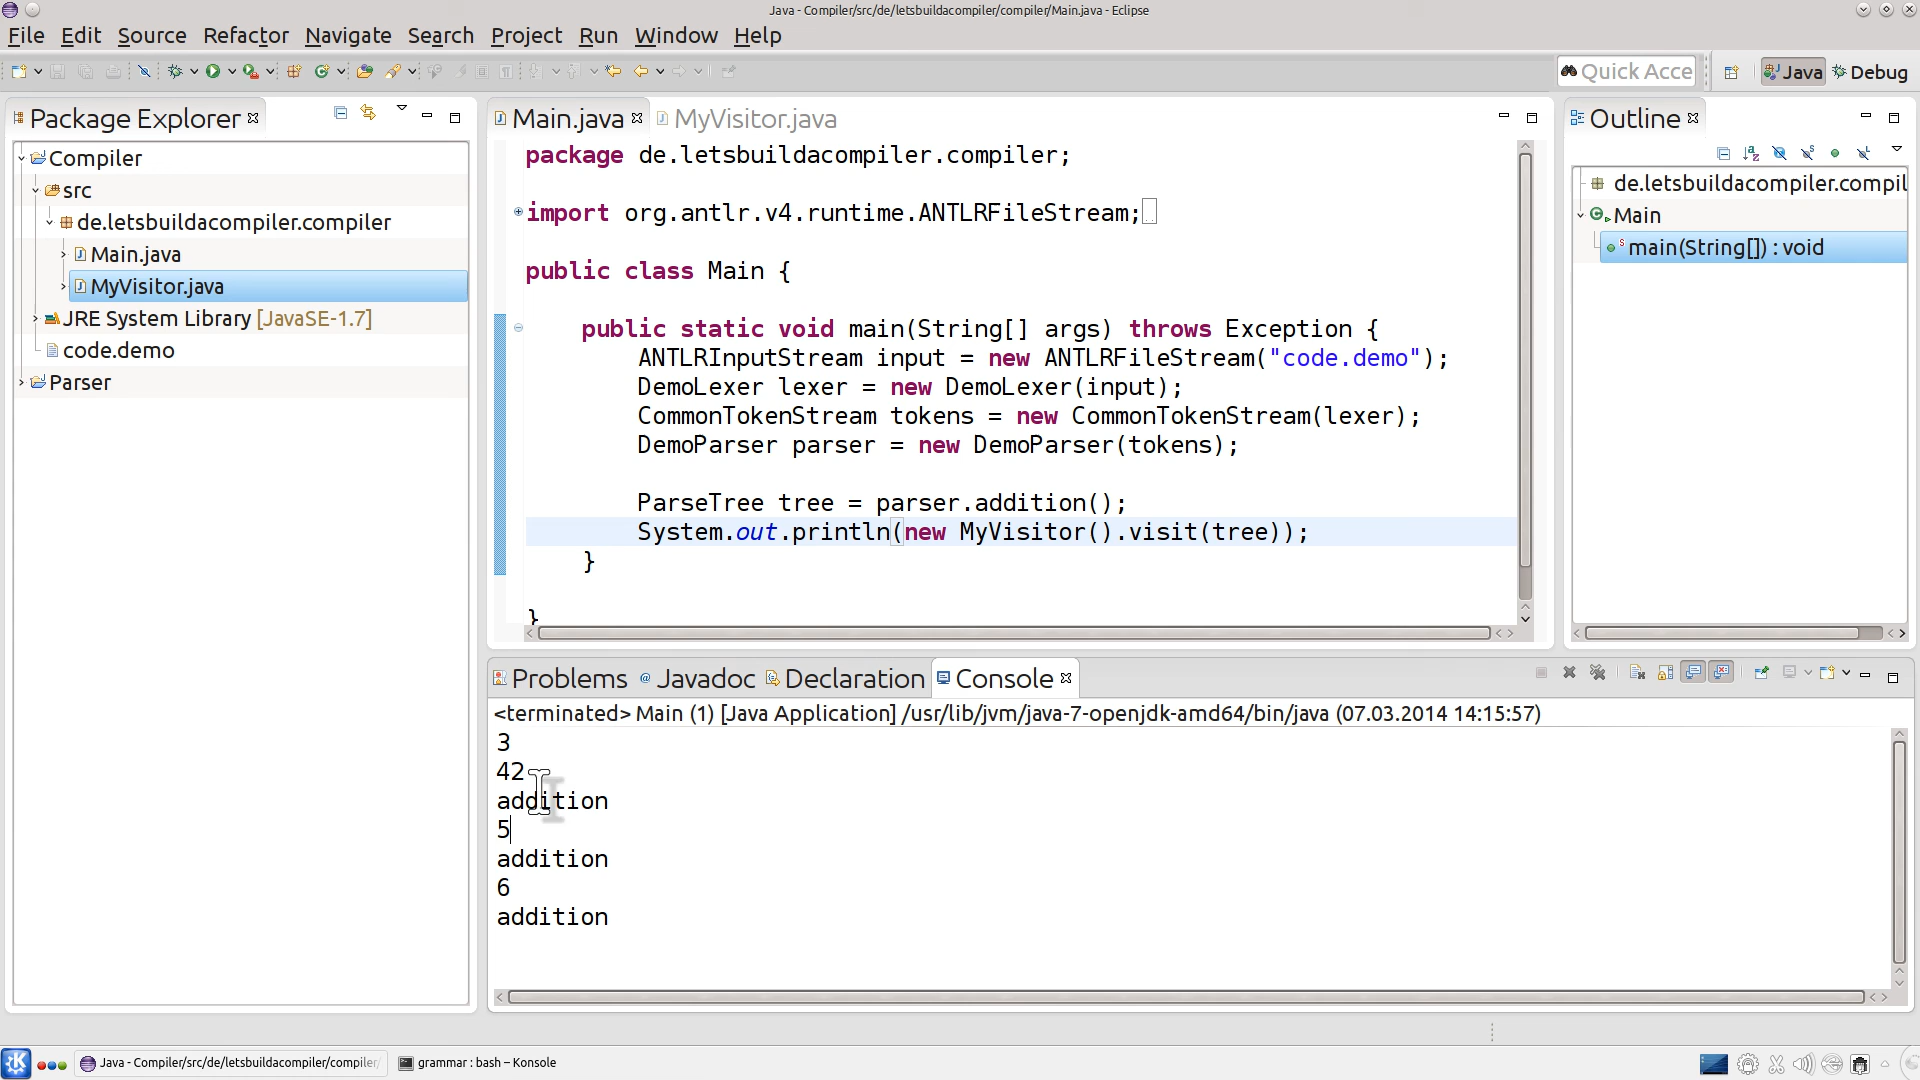 Java - Compiler/src/de/letsbuildacompiler/compiler/Main.java - Eclipse
File Edit Source Refactor Navigate Search Project Run Window Help
Quick Acce
Java
Debug
Package Explorer
Compiler
src
de.letsbuildacompiler.compiler
Main.java
MyVisitor.java
JRE System Library [JavaSE-1.7]
code.demo
Parser
Main.java
MyVisitor.java
package de.letsbuildacompiler.compiler;
import org.antlr.v4.runtime.ANTLRFileStream;
public class Main {
public static void main(String[] args) throws Exception {
ANTLRInputStream input = new ANTLRFileStream("code.demo");
DemoLexer lexer = new DemoLexer(input);
CommonTokenStream tokens = new CommonTokenStream(lexer);
DemoParser parser = new DemoParser(tokens);
ParseTree tree = parser.addition();
System.out.println(new MyVisitor().visit(tree));
}
}
Outline
de.letsbuildacompiler.compil
Main
main(String[]) : void
Problems
@ Javadoc
Declaration
Console
<terminated> Main (1) [Java Application] /usr/lib/jvm/java-7-openjdk-amd64/bin/java (07.03.2014 14:15:57)
3
42
addition
5
addition
6
addition
Java - Compiler/src/de/letsbuildacompiler/compiler/
grammar : bash – Konsole